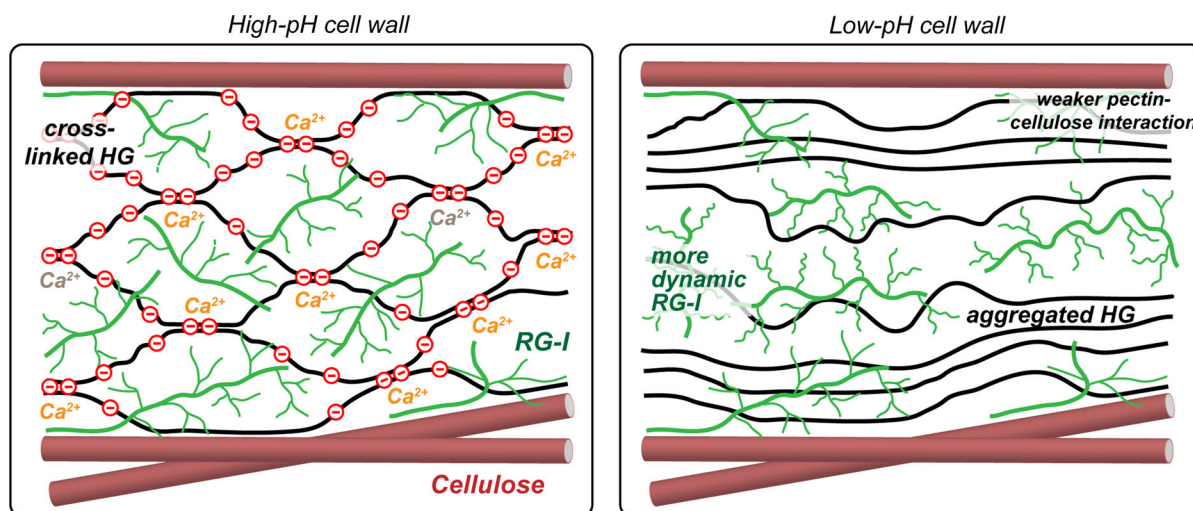 High-pH cell wall
Low-pH cell wall
cross-
linked HG
Ca2+
Ca2+
Ca2+
Ca2+
Ca2+
Ca2+
Ca2+
Ca2+
Ca2+
RG-I
Ca2+
Ca2+
Cellulose
weaker pectin-
cellulose interaction
more
dynamic
RG-I
aggregated HG